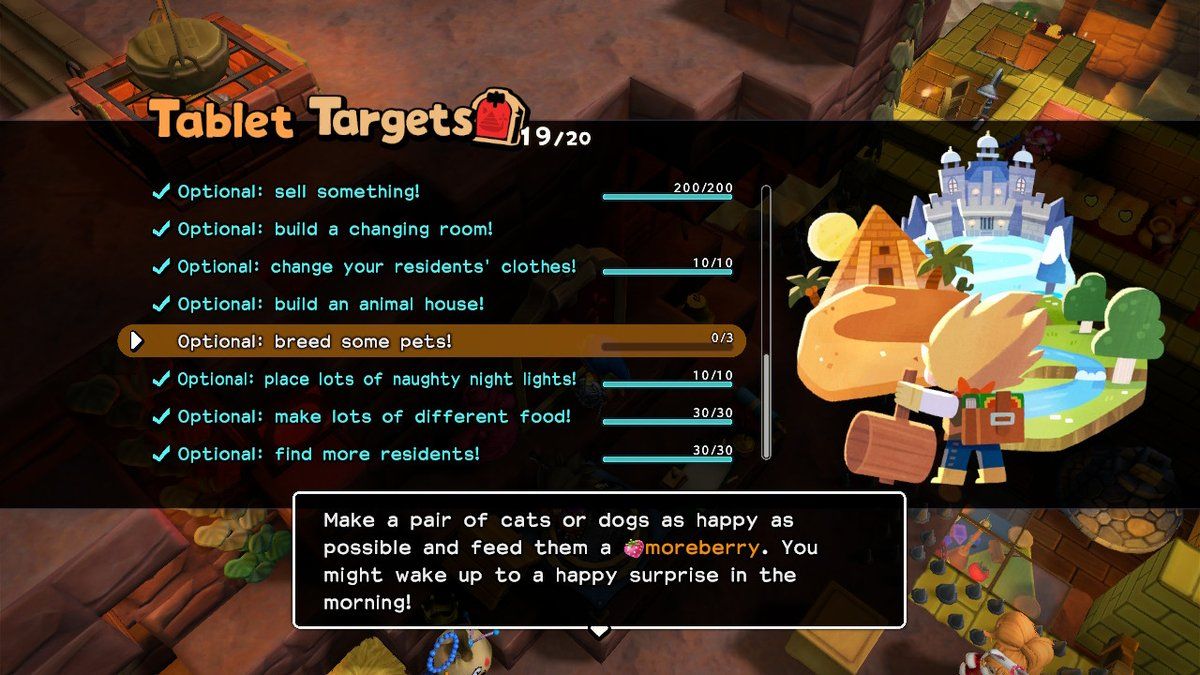 Tablet Targets 19/20
Optional: sell something! 200/200
Optional: build a changing room!
Optional: change your residents' clothes! 10/10
Optional: build an animal house!
Optional: breed some pets! 0/3
Optional: place lots of naughty night lights! 10/10
Optional: make lots of different food! 30/30
Optional: find more residents! 30/30
Make a pair of cats or dogs as happy as
possible and feed them a moreberry. You
might wake up to a happy surprise in the
morning!